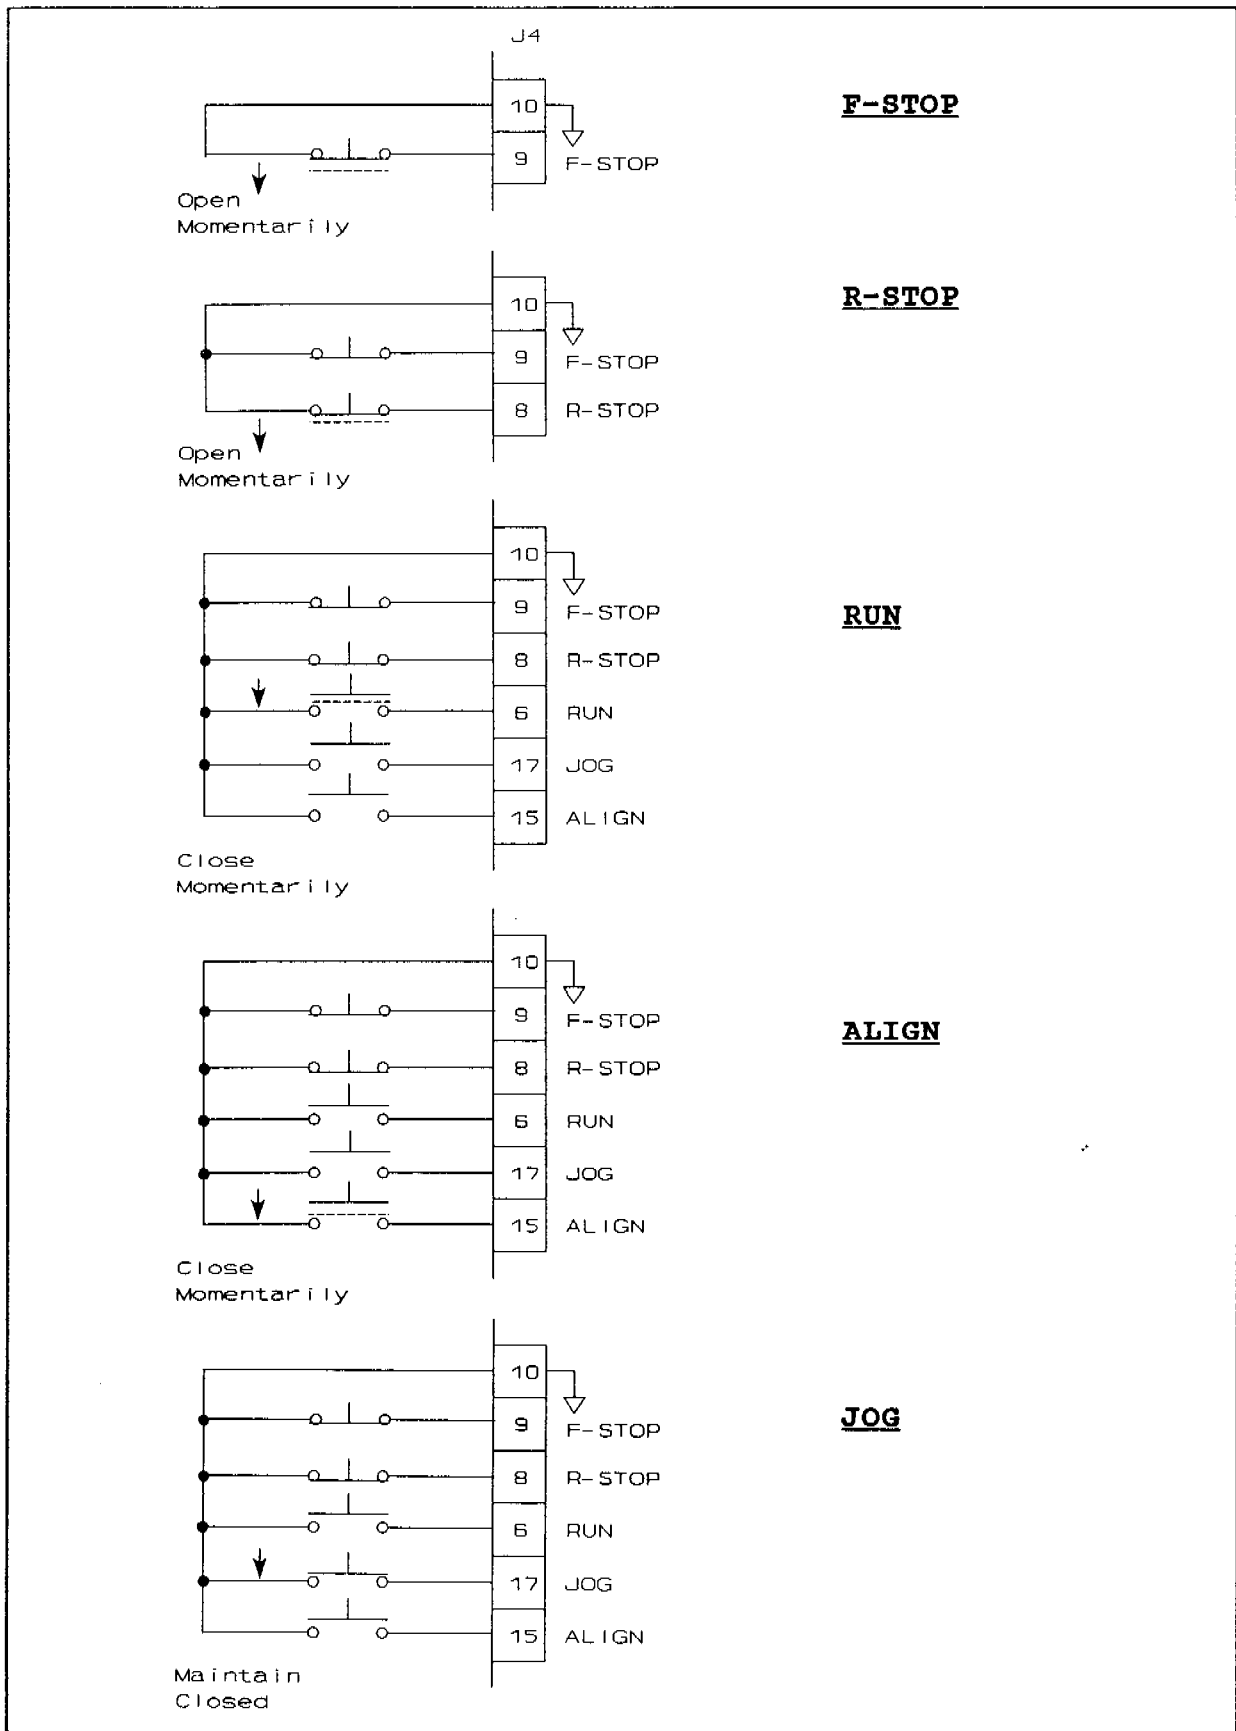 J4
10
F-STOP
9 F-STOP
Open
Momentarily
10
R-STOP
9 F-STOP
8 R-STOP
Open
Momentarily
10
9 F-STOP
RUN
8 R-STOP
6 RUN
17 JOG
15 ALIGN
Close
Momentarily
10
9 F-STOP
ALIGN
8 R-STOP
6 RUN
17 JOG
15 ALIGN
Close
Momentarily
10
9 F-STOP
JOG
8 R-STOP
6 RUN
17 JOG
15 ALIGN
Maintain
Closed